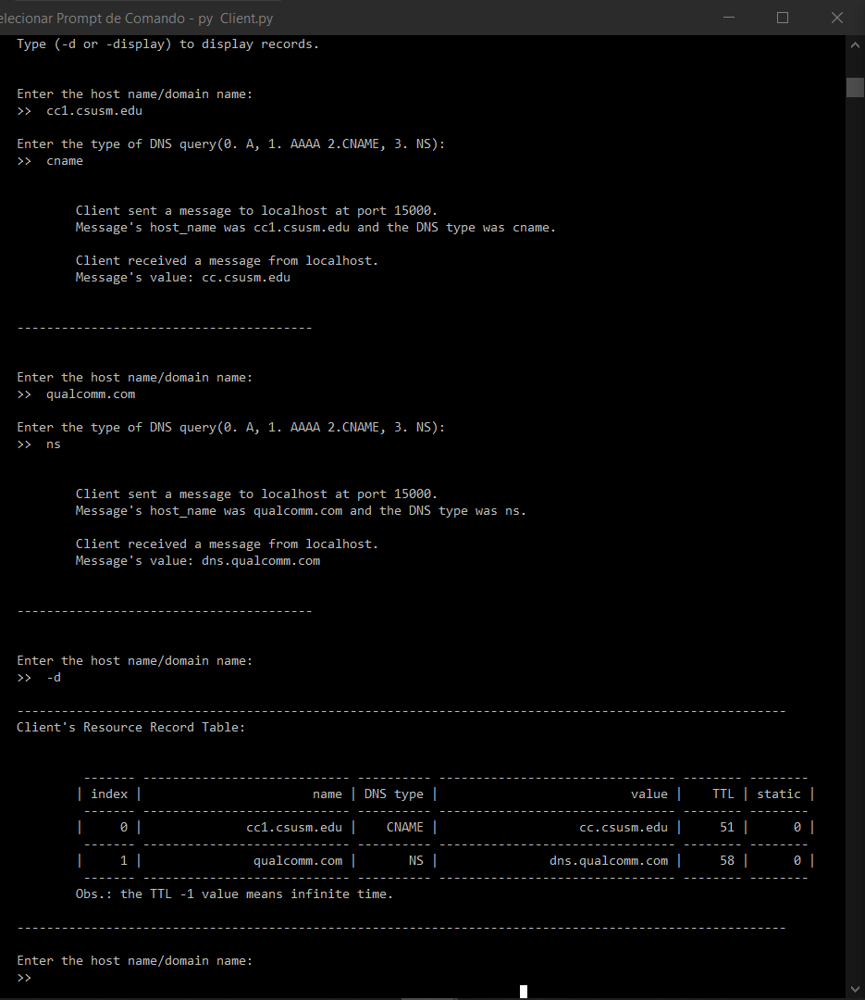 elecionar Prompt de Comando - py  Client.py
Type (-d or -display) to display records.
Enter the host name/domain name:
>>  cc1.csusm.edu
Enter the type of DNS query(0. A, 1. AAAA 2.CNAME, 3. NS):
>>  cname
Client sent a message to localhost at port 15000.
Message's host_name was cc1.csusm.edu and the DNS type was cname.
Client received a message from localhost.
Message's value: cc.csusm.edu
----------------------------------------
Enter the host name/domain name:
>>  qualcomm.com
Enter the type of DNS query(0. A, 1. AAAA 2.CNAME, 3. NS):
>>  ns
Client sent a message to localhost at port 15000.
Message's host_name was qualcomm.com and the DNS type was ns.
Client received a message from localhost.
Message's value: dns.qualcomm.com
----------------------------------------
Enter the host name/domain name:
>>  -d
--------------------------------------------------------------------------------------------------------
Client's Resource Record Table:
------- ---------------------------- ---------- -------------------------------- -------- --------
| index |                       name | DNS type |                          value |    TTL | static |
------- ---------------------------- ---------- -------------------------------- -------- --------
|     0 |              cc1.csusm.edu |    CNAME |                   cc.csusm.edu |     51 |      0 |
------- ---------------------------- ---------- -------------------------------- -------- --------
|     1 |               qualcomm.com |       NS |               dns.qualcomm.com |     58 |      0 |
------- ---------------------------- ---------- -------------------------------- -------- --------
Obs.: the TTL -1 value means infinite time.
--------------------------------------------------------------------------------------------------------
Enter the host name/domain name:
>>